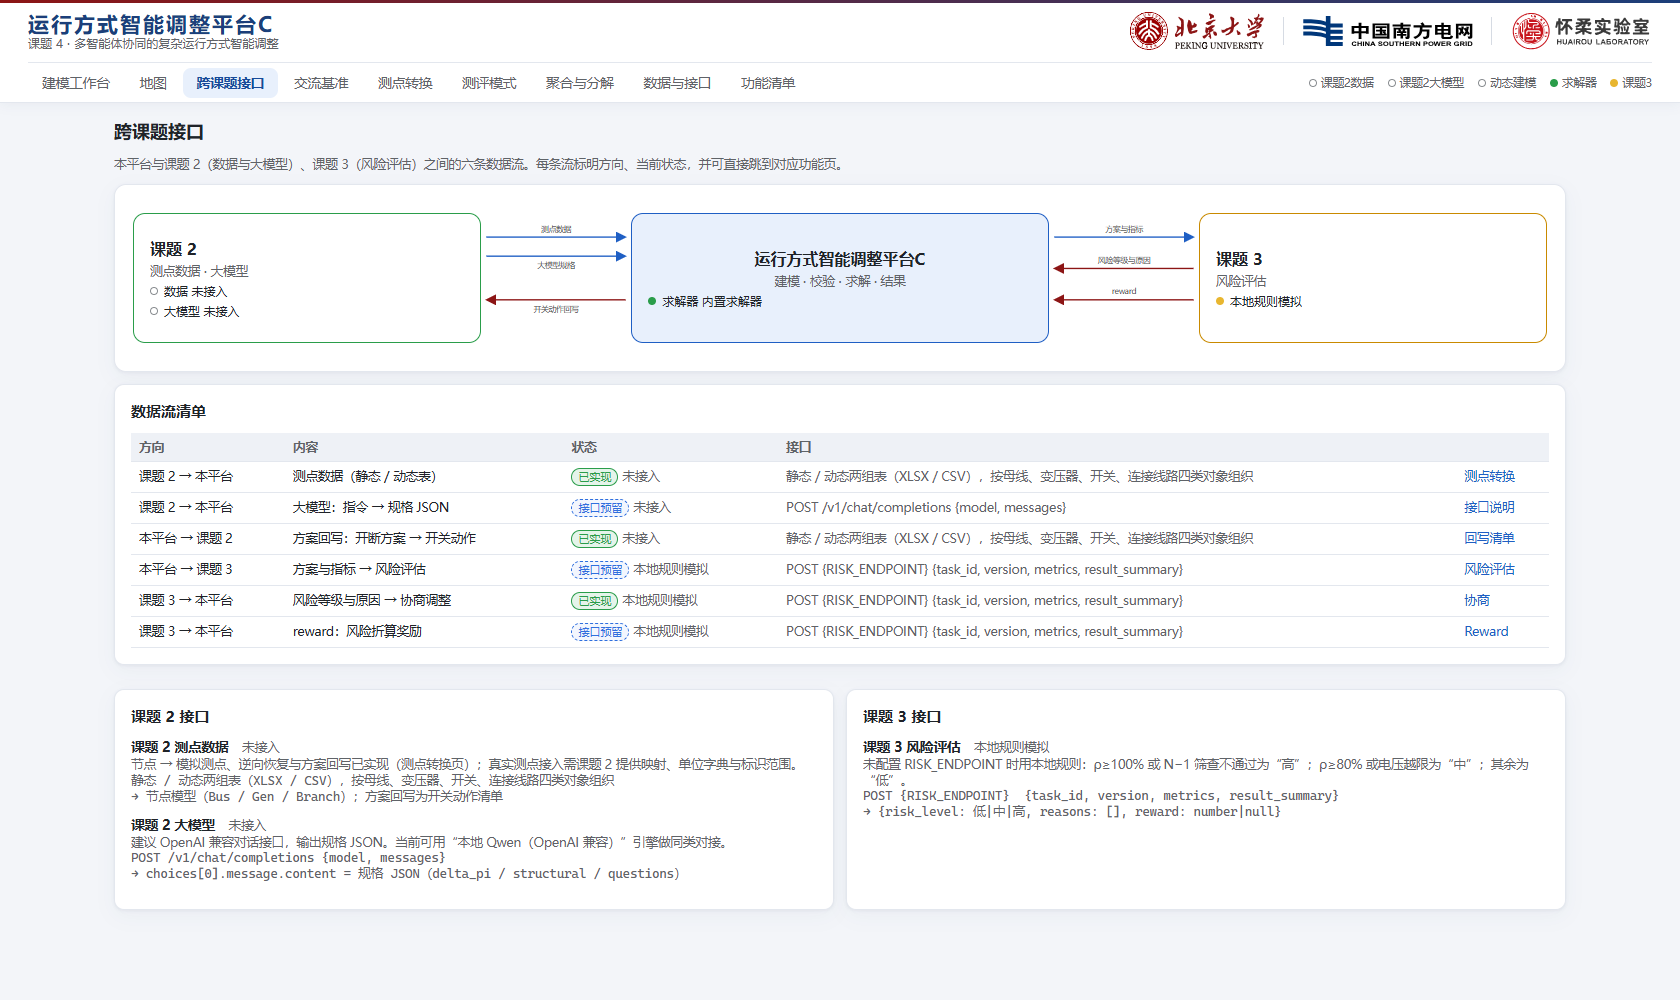 运行方式智能调整平台C
课题 4 · 多智能体协同的复杂运行方式智能调整
北京大学
PEKING UNIVERSITY
中国南方电网
CHINA SOUTHERN POWER GRID
怀柔实验室
HUAIROU LABORATORY
建模工作台 地图 跨课题接口 交流基准 测点转换 测评模式 聚合与分解 数据与接口 功能清单
课题2数据 课题2大模型 动态建模 求解器 课题3
跨课题接口
本平台与课题 2（数据与大模型）、课题 3（风险评估）之间的六条数据流。每条流标明方向、当前状态，并可直接跳到对应功能页。
课题 2
测点数据 · 大模型
数据 未接入
大模型 未接入
测点数据
大模型规格
开关动作回写
运行方式智能调整平台C
建模 · 校验 · 求解 · 结果
求解器 内置求解器
方案与指标
风险等级与原因
reward
课题 3
风险评估
本地规则模拟
数据流清单
方向 内容 状态 接口
课题 2 → 本平台 测点数据（静态 / 动态表） 已实现 未接入 静态 / 动态两组表（XLSX / CSV），按母线、变压器、开关、连接线路四类对象组织 测点转换
课题 2 → 本平台 大模型：指令 → 规格 JSON 接口预留 未接入 POST /v1/chat/completions {model, messages} 接口说明
本平台 → 课题 2 方案回写：开断方案 → 开关动作 已实现 未接入 静态 / 动态两组表（XLSX / CSV），按母线、变压器、开关、连接线路四类对象组织 回写清单
本平台 → 课题 3 方案与指标 → 风险评估 接口预留 本地规则模拟 POST {RISK_ENDPOINT} {task_id, version, metrics, result_summary} 风险评估
课题 3 → 本平台 风险等级与原因 → 协商调整 已实现 本地规则模拟 POST {RISK_ENDPOINT} {task_id, version, metrics, result_summary} 协商
课题 3 → 本平台 reward：风险折算奖励 接口预留 本地规则模拟 POST {RISK_ENDPOINT} {task_id, version, metrics, result_summary} Reward
课题 2 接口
课题 2 测点数据 未接入
节点 → 模拟测点、逆向恢复与方案回写已实现（测点转换页）；真实测点接入需课题 2 提供映射、单位字典与标识范围。
静态 / 动态两组表（XLSX / CSV），按母线、变压器、开关、连接线路四类对象组织
→ 节点模型（Bus / Gen / Branch）；方案回写为开关动作清单
课题 2 大模型 未接入
建议 OpenAI 兼容对话接口，输出规格 JSON。当前可用“本地 Qwen（OpenAI 兼容）”引擎做同类对接。
POST /v1/chat/completions {model, messages}
→ choices[0].message.content = 规格 JSON（delta_pi / structural / questions）
课题 3 接口
课题 3 风险评估 本地规则模拟
未配置 RISK_ENDPOINT 时用本地规则：ρ≥100% 或 N−1 筛查不通过为“高”；ρ≥80% 或电压越限为“中”；其余为
“低”。
POST {RISK_ENDPOINT} {task_id, version, metrics, result_summary}
→ {risk_level: 低|中|高, reasons: [], reward: number|null}